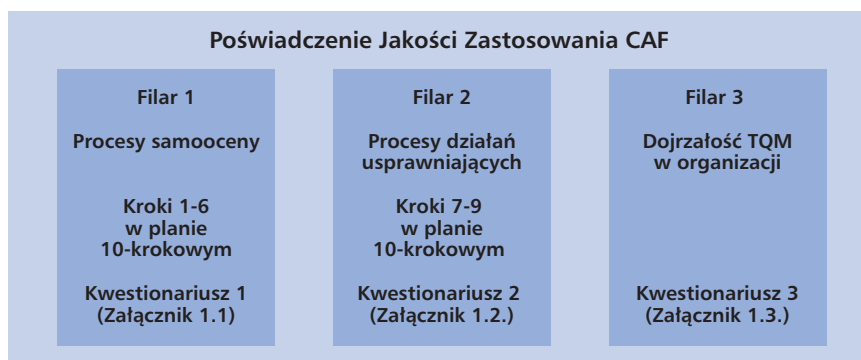 Poświadczenie Jakości Zastosowania CAF
Filar 1
Procesy samooceny
Kroki 1-6
w planie
10-krokowym
Kwestionariusz 1
(Załącznik 1.1)
Filar 2
Procesy działań
usprawniających
Kroki 7-9
w planie
10-krokowym
Kwestionariusz 2
(Załącznik 1.2.)
Filar 3
Dojrzałość TQM
w organizacji
Kwestionariusz 3
(Załącznik 1.3.)